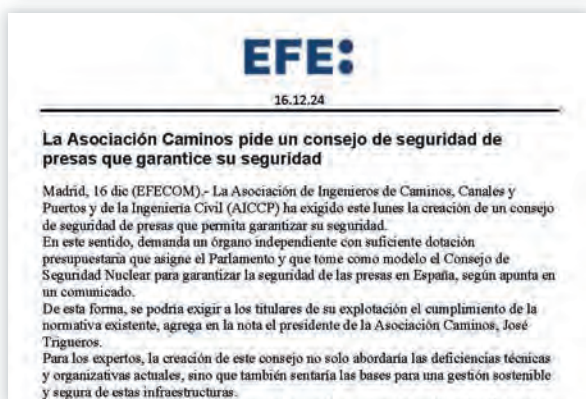 EFE:
16.12.24
La Asociación Caminos pide un consejo de seguridad de
presas que garantice su seguridad
Madrid, 16 dic (EFECOM).- La Asociación de Ingenieros de Caminos, Canales y
Puertos y de la Ingeniería Civil (AICCP) ha exigido este lunes la creación de un consejo
de seguridad de presas que permita garantizar su seguridad.
En este sentido, demanda un órgano independiente con suficiente dotación
presupuestaria que asigne el Parlamento y que tome como modelo el Consejo de
Seguridad Nuclear para garantizar la seguridad de las presas en España, según apunta en
un comunicado.
De esta forma, se podría exigir a los titulares de su explotación el cumplimiento de la
normativa existente, agrega en la nota el presidente de la Asociación Caminos, José
Trigueros.
Para los expertos, la creación de este consejo no solo abordaría las deficiencias técnicas
y organizativas actuales, sino que también sentaría las bases para una gestión sostenible
y segura de estas infraestructuras.